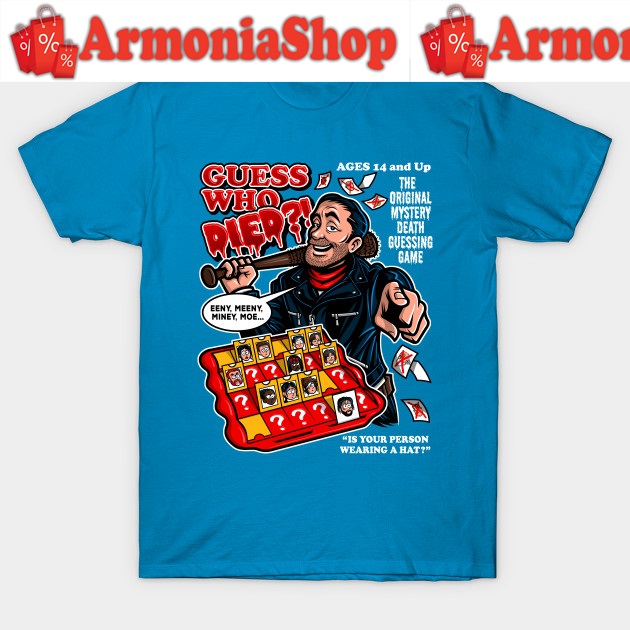 ArmoniaShop
Armon
GUESS
WHO
DIED?!
AGES 14 and Up
THE
ORIGINAL
MYSTERY
DEATH
GUESSING
GAME
EENY, MEENY,
MINEY, MOE...
? ? ? ? ? ? ? ? ? ?
“IS YOUR PERSON
WEARING A HAT?”